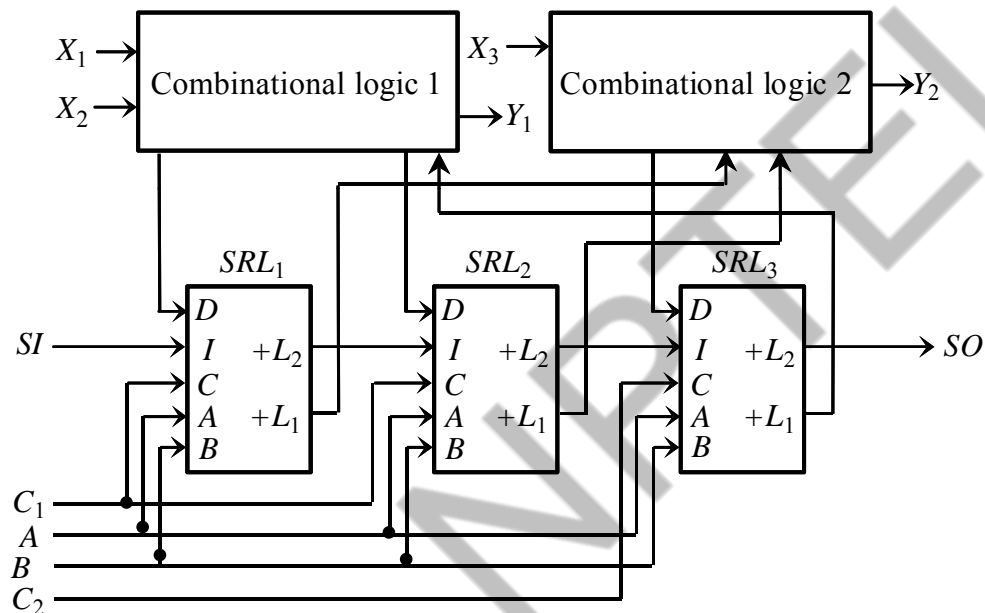 X₁
X₂
Combinational logic 1
Y₁
X₃
Combinational logic 2
Y₂
SRL₁
SRL₂
SRL₃
D
I
C
A
B
+L₂
+L₁
D
I
C
A
B
+L₂
+L₁
D
I
C
A
B
+L₂
+L₁
SI
SO
C₁
A
B
C₂
NPTEL